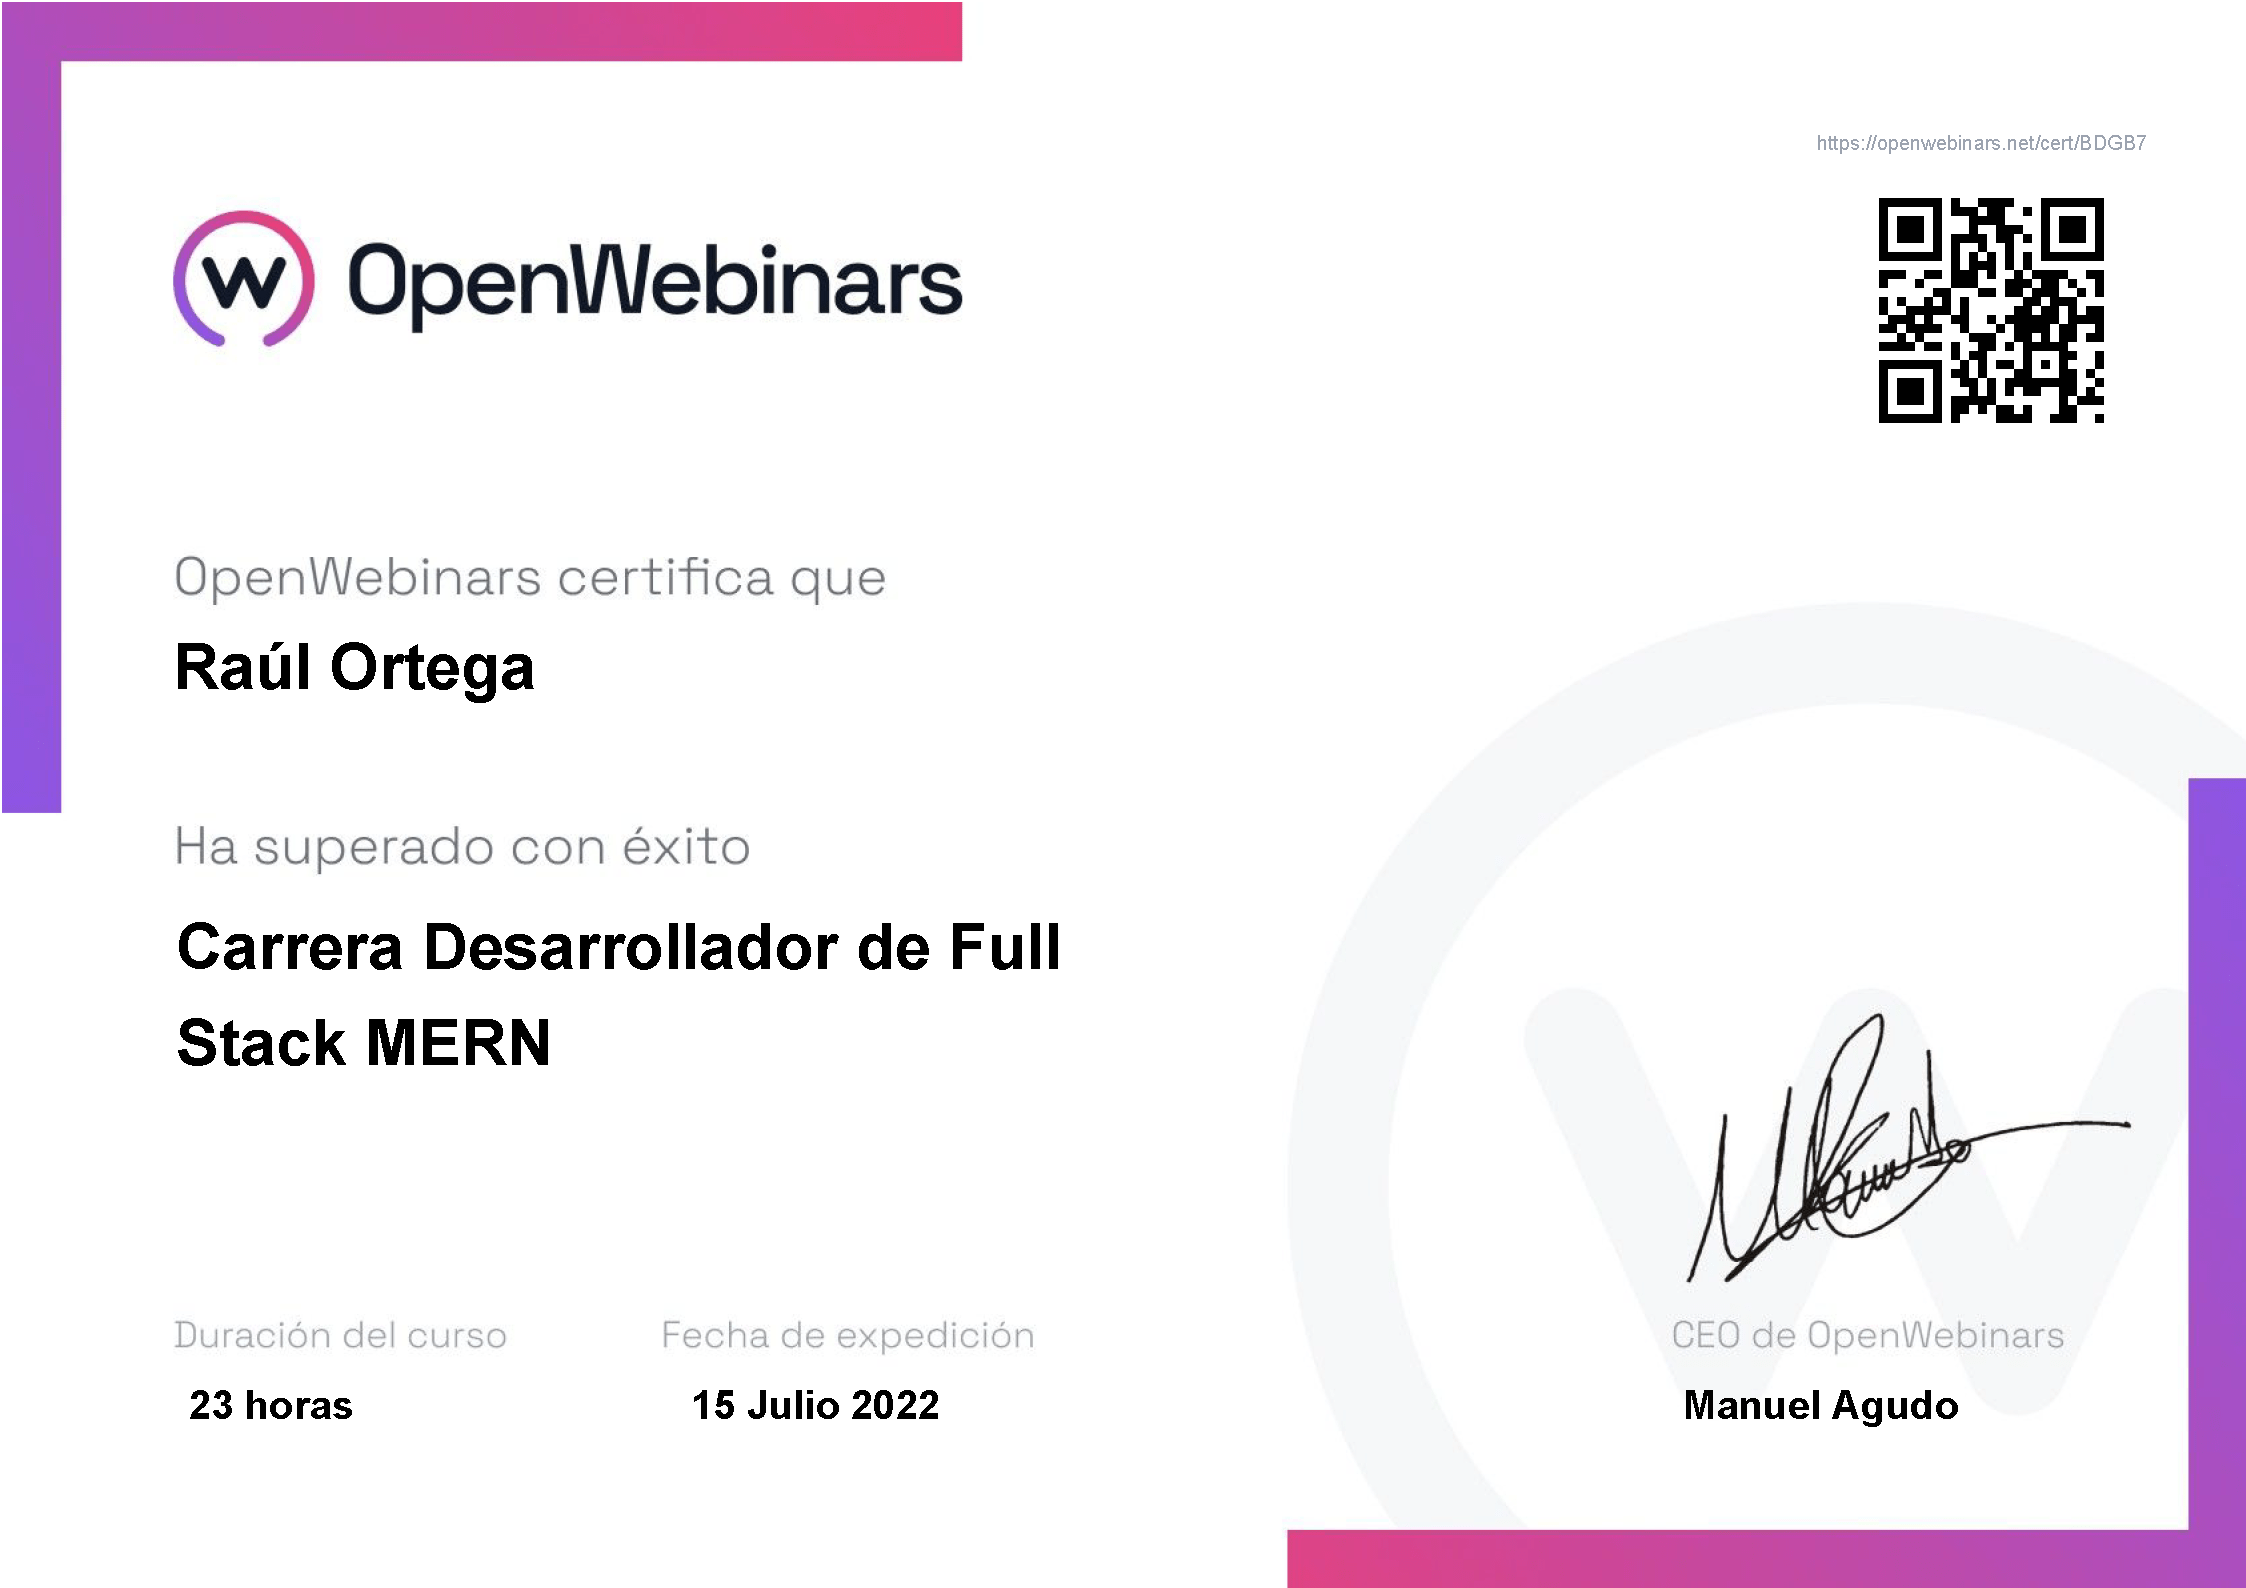 https://openwebinars.net/cert/BDGB7
OpenWebinars
OpenWebinars certifica que
Raúl Ortega
Ha superado con éxito
Carrera Desarrollador de Full
Stack MERN
Duración del curso
23 horas
Fecha de expedición
15 Julio 2022
CEO de OpenWebinars
Manuel Agudo